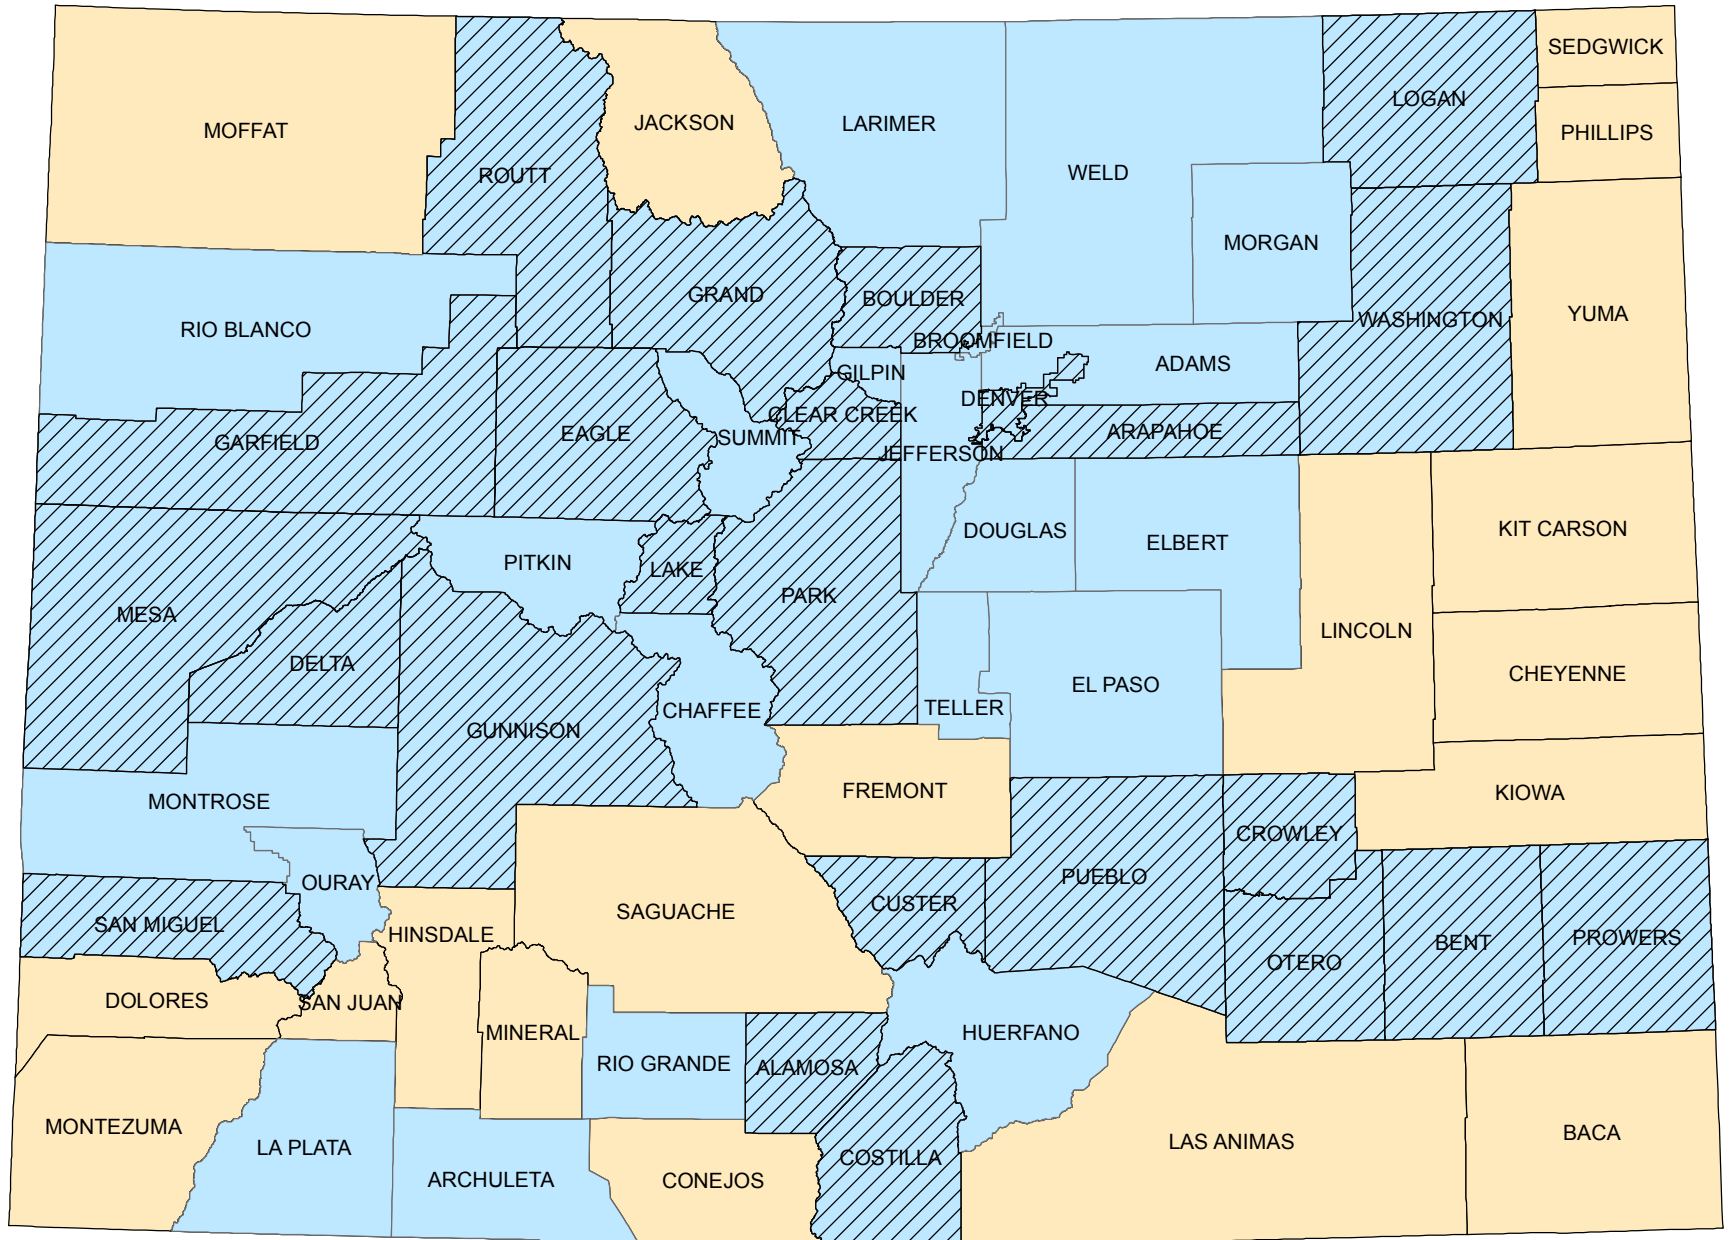 SEDGWICK
LOGAN
JACKSON
LARIMER
MOFFAT
PHILLIPS
WELD
ROUTT
MORGAN
GRAND
BOULDER
YUMA
WASHINGTON
RIO BLANCO
BROOMFIELD
ADAMS
GILPIN
DENVER
CLEAR CREEK
ARAPAHOE
EAGLE
SUMMIT
GARFIELD
JEFFERSON
KIT CARSON
DOUGLAS
ELBERT
PITKIN
LAKE
PARK
MESA
LINCOLN
DELTA
CHEYENNE
EL PASO
TELLER
CHAFFEE
GUNNISON
FREMONT
KIOWA
MONTROSE
CROWLEY
PUEBLO
OURAY
CUSTER
SAGUACHE
SAN MIGUEL
HINSDALE
PROWERS
BENT
OTERO
DOLORES
SAN JUAN
MINERAL
HUERFANO
RIO GRANDE
ALAMOSA
MONTEZUMA
BACA
LAS ANIMAS
LA PLATA
COSTILLA
ARCHULETA
CONEJOS